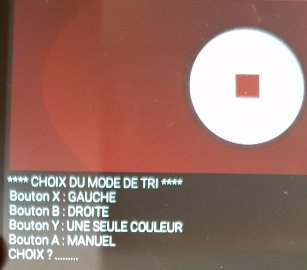 **** CHOIX DU MODE DE TRI ****
Bouton X : GAUCHE
Bouton B : DROITE
Bouton Y : UNE SEULE COULEUR
Bouton A : MANUEL
CHOIX ? .........